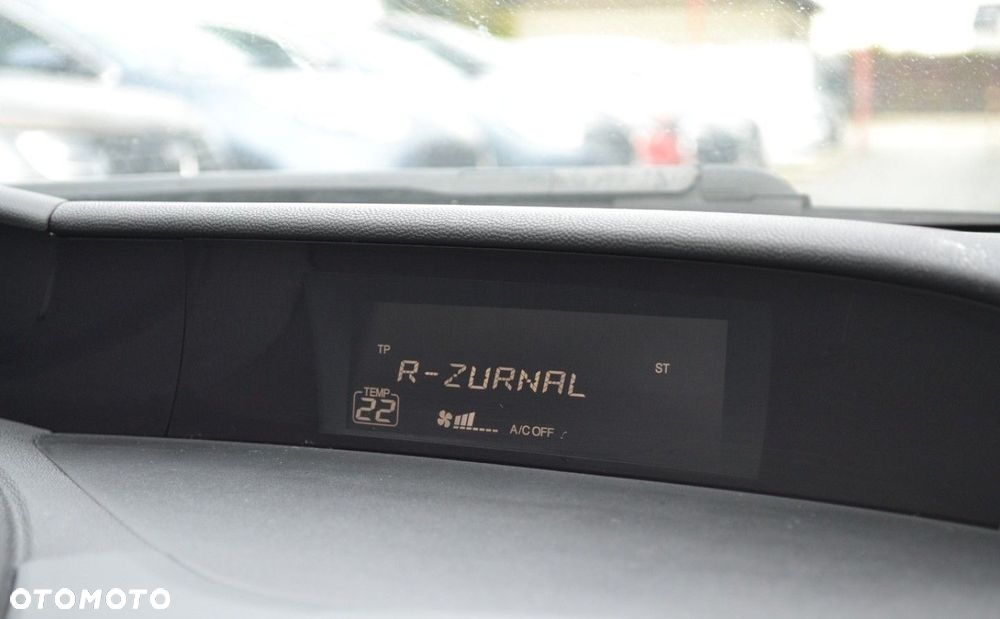 TP
ST
R-ZURNAL
TEMP
22
A/C OFF
OTOMOTO